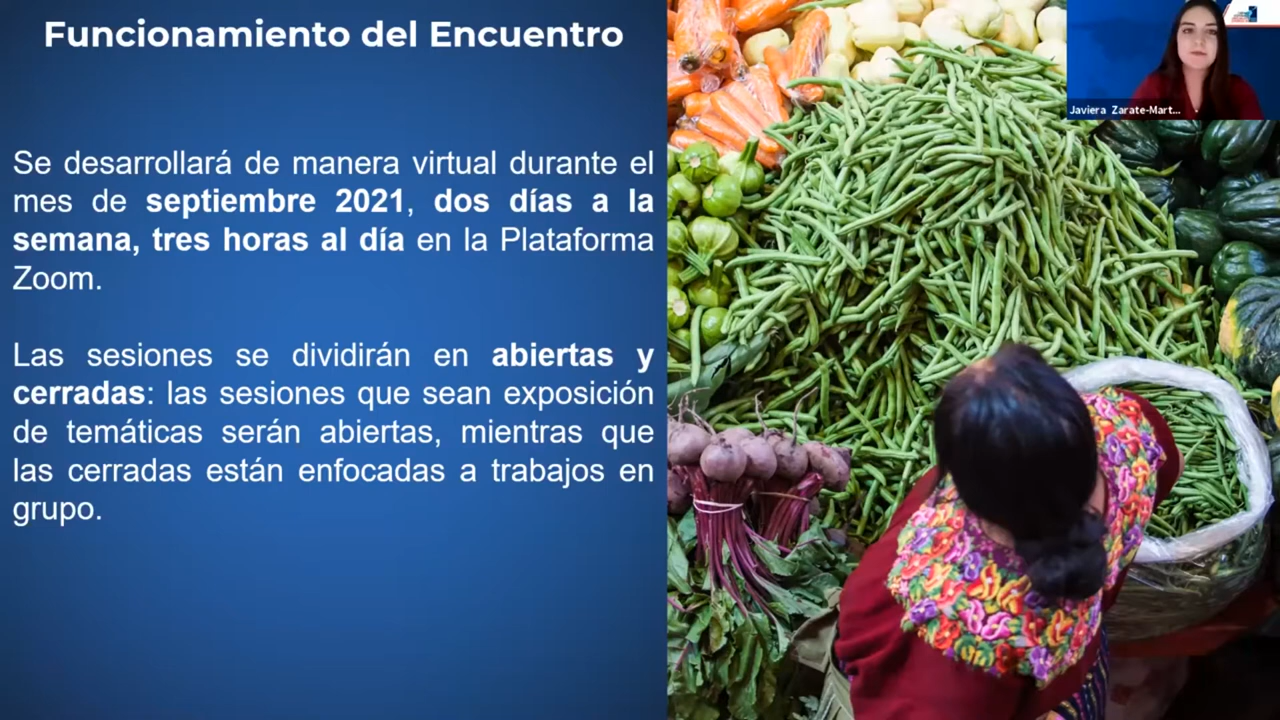 Funcionamiento del Encuentro
Se desarrollará de manera virtual durante el
mes de septiembre 2021, dos días a la
semana, tres horas al día en la Plataforma
Zoom.
Las sesiones se dividirán en abiertas y
cerradas: las sesiones que sean exposición
de temáticas serán abiertas, mientras que
las cerradas están enfocadas a trabajos en
grupo.
Javiera Zarate-Mart...